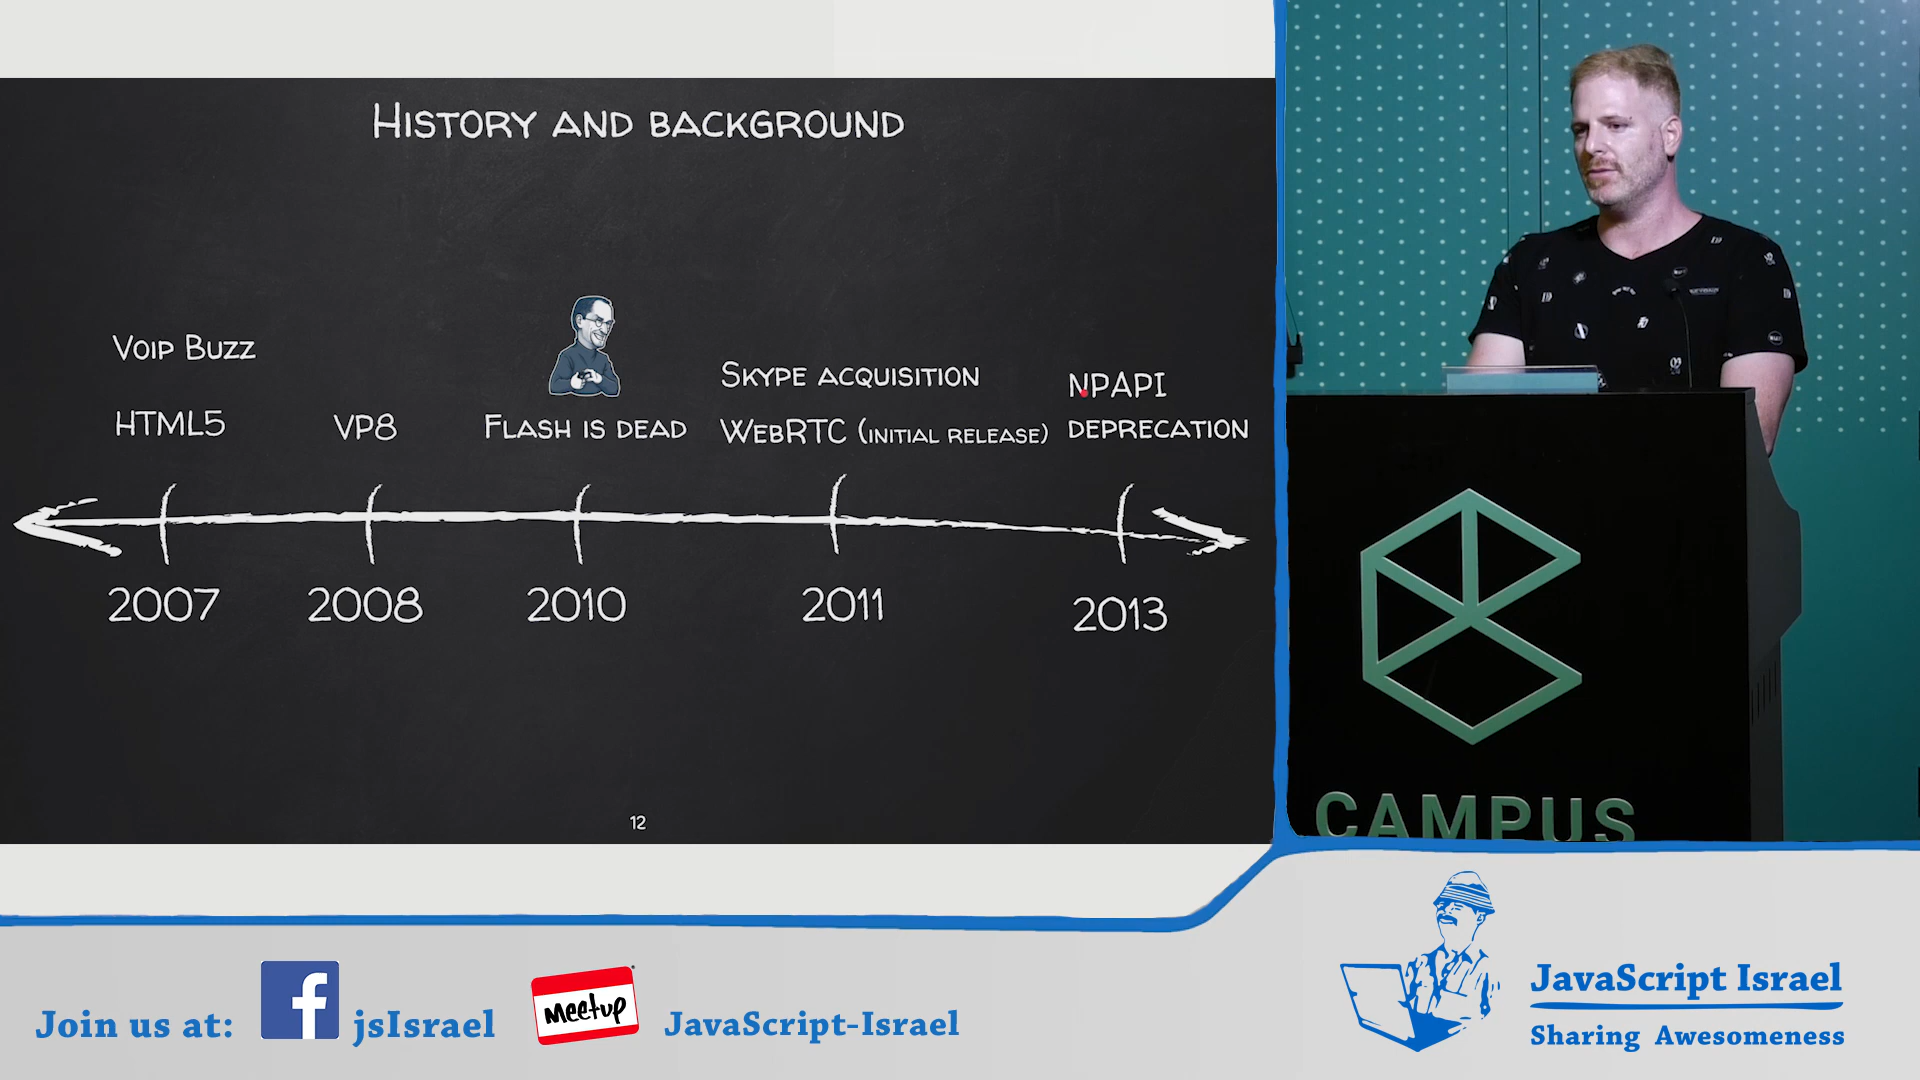 History and background
Voip Buzz
HTML5
VP8
Flash is dead
Skype acquisition
WebRTC (initial release)
NPAPI
deprecation
2007
2008
2010
2011
2013
12
CAMPUS
Join us at:
f
jsIsrael
Meetup
JavaScript-Israel
JavaScript Israel
Sharing Awesomeness